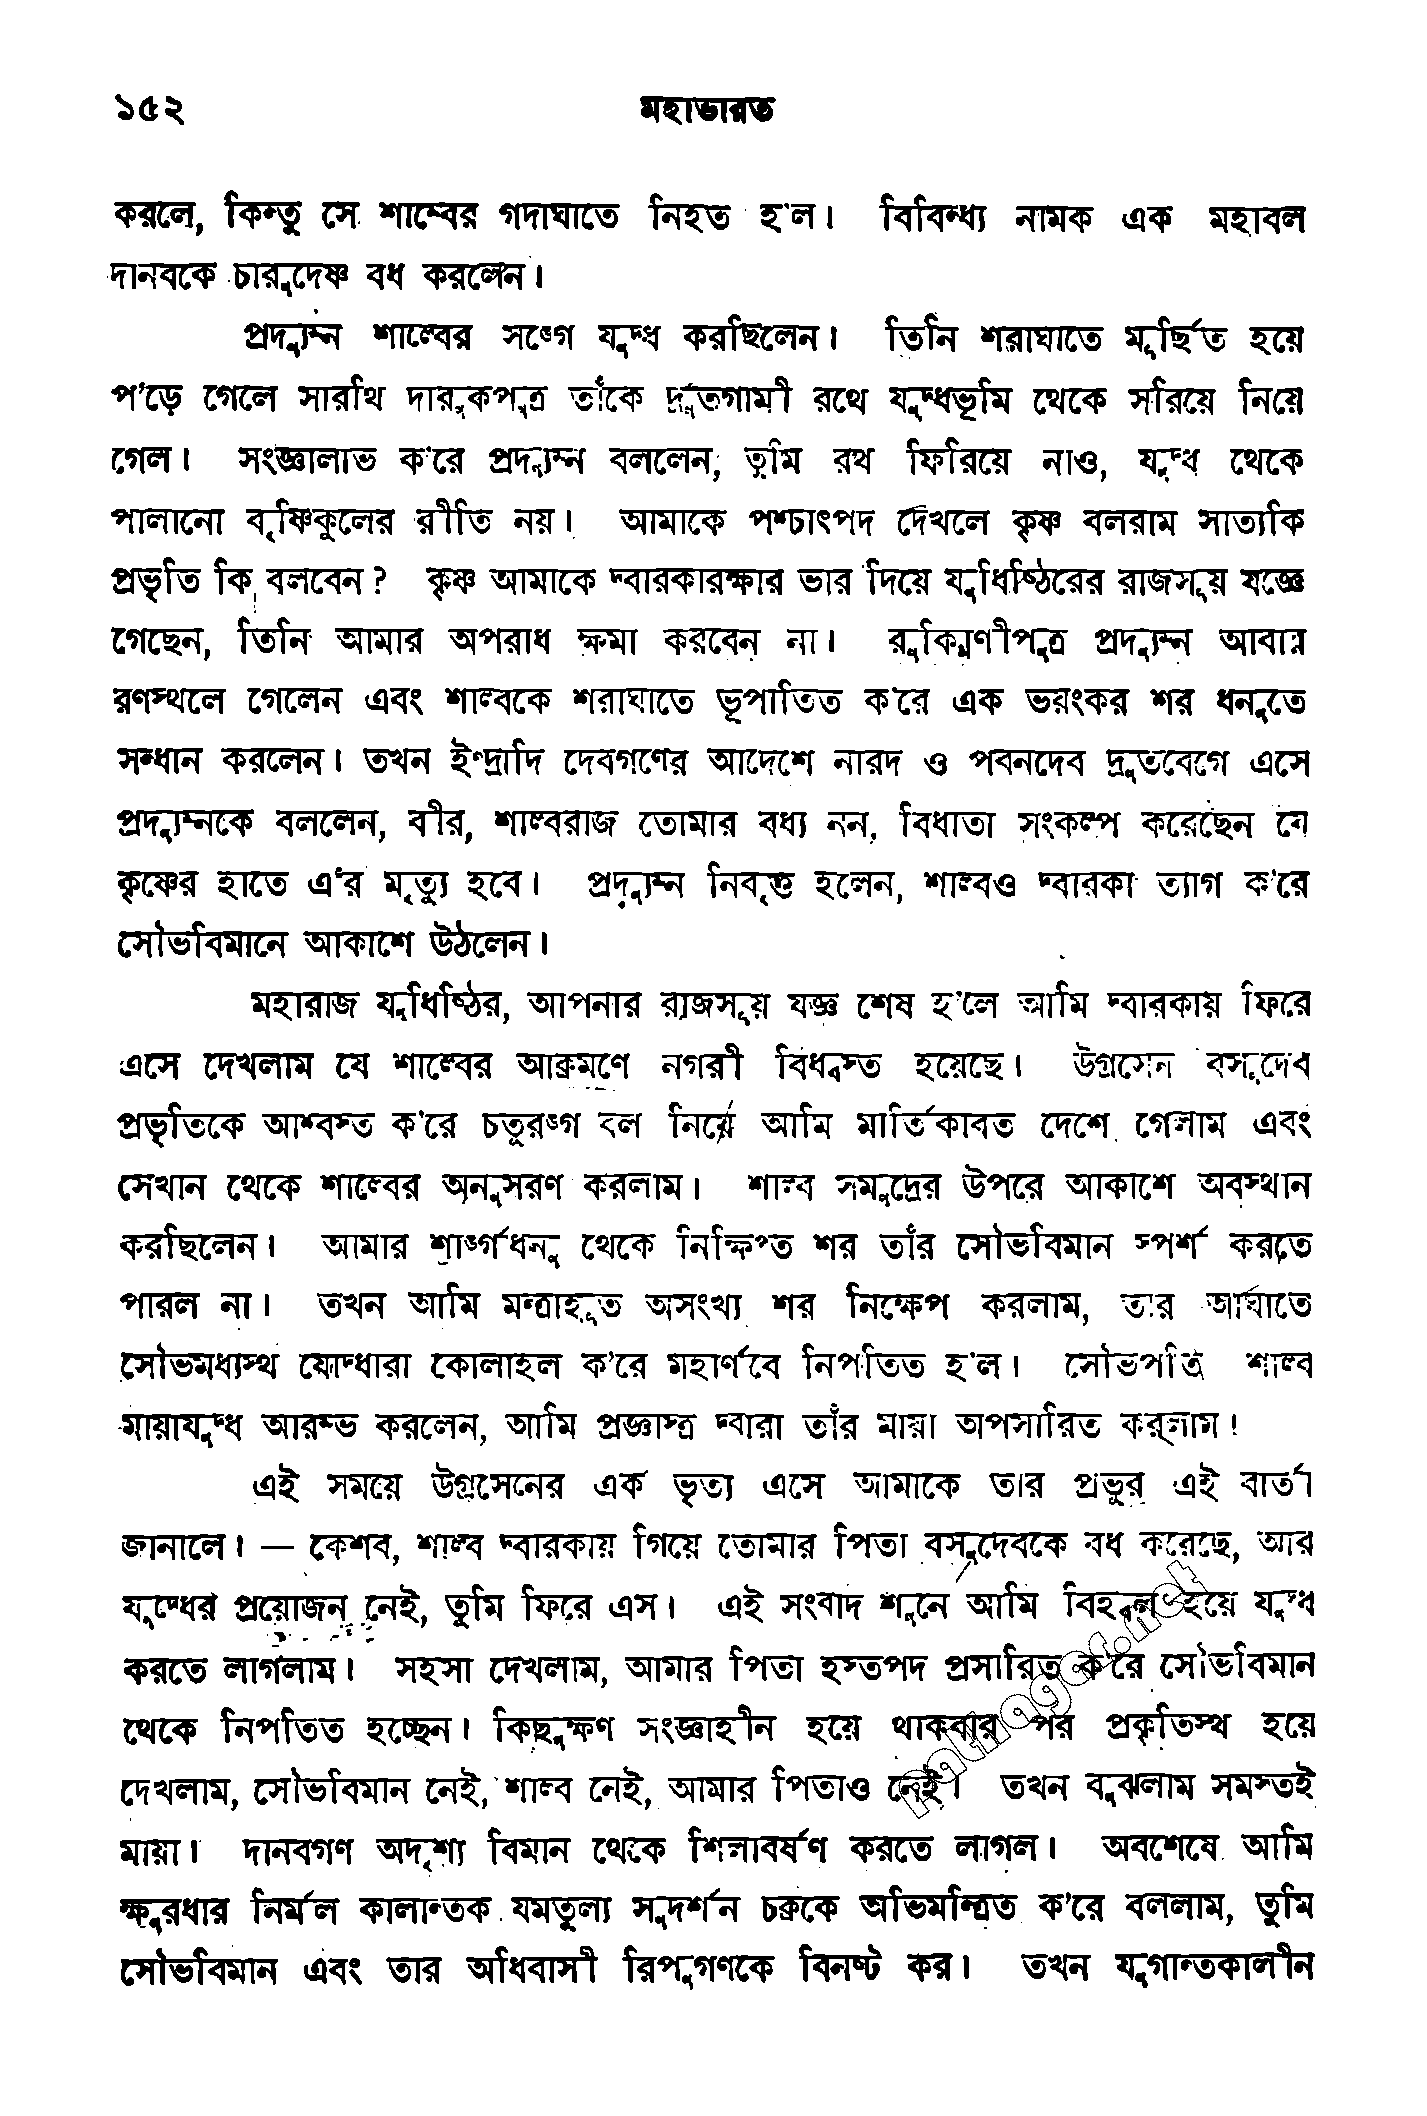 ১৫২ মহাভারত
করলে, কিন্তু সে শাম্বের গদাঘাতে নিহত হ'ল। বিবিন্ধ্য নামক এক মহাবল
দানবকে চারুদেষ্ণ বধ করলেন।
প্রদ্যুম্ন শাল্বের সঙ্গে যুদ্ধ করছিলেন। তিনি শরাঘাতে মূর্ছিত হয়ে
প'ড়ে গেলে সারথি দারুকপুত্র তাঁকে দ্রুতগামী রথে যুদ্ধভূমি থেকে সরিয়ে নিয়ে
গেল। সংজ্ঞালাভ ক'রে প্রদ্যুম্ন বললেন, তুমি রথ ফিরিয়ে নাও, যুদ্ধ থেকে
পালানো বৃষ্ণিকুলের রীতি নয়। আমাকে পশ্চাৎপদ দেখলে কৃষ্ণ বলরাম সাত্যকি
প্রভৃতি কি বলবেন? কৃষ্ণ আমাকে দ্বারকারক্ষার ভার দিয়ে যুধিষ্ঠিরের রাজসূয় যজ্ঞে
গেছেন, তিনি আমার অপরাধ ক্ষমা করবেন না। রুক্মিণীপুত্র প্রদ্যুম্ন আবার
রণস্থলে গেলেন এবং শাল্বকে শরাঘাতে ভূপাতিত ক'রে এক ভয়ংকর শর ধনুতে
সন্ধান করলেন। তখন ইন্দ্রাদি দেবগণের আদেশে নারদ ও পবনদেব দ্রুতবেগে এসে
প্রদ্যুম্নকে বললেন, বীর, শাল্বরাজ তোমার বধ্য নন, বিধাতা সংকল্প করেছেন যে
কৃষ্ণের হাতে এ'র মৃত্যু হবে। প্রদ্যুম্ন নিবৃত্ত হলেন, শাল্বও দ্বারকা ত্যাগ ক'রে
সৌভবিমানে আকাশে উঠলেন।
মহারাজ যুধিষ্ঠির, আপনার রাজসূয় যজ্ঞ শেষ হ'লে আমি দ্বারকায় ফিরে
এসে দেখলাম যে শাল্বের আক্রমণে নগরী বিধ্বস্ত হয়েছে। উগ্রসেন বসুদেব
প্রভৃতিকে আশ্বস্ত ক'রে চতুরঙ্গ বল নিয়ে আমি মার্তিকাবত দেশে গেলাম এবং
সেখান থেকে শাল্বের অনুসরণ করলাম। শাল্ব সমুদ্রের উপরে আকাশে অবস্থান
করছিলেন। আমার শার্ঙ্গধনু থেকে নিক্ষিপ্ত শর তাঁর সৌভবিমান স্পর্শ করতে
পারল না। তখন আমি মন্ত্রাহূত অসংখ্য শর নিক্ষেপ করলাম, তার আঘাতে
সৌভমধ্যস্থ যোদ্ধারা কোলাহল ক'রে মহার্ণবে নিপতিত হ'ল। সৌভপতি শাল্ব
মায়াযুদ্ধ আরম্ভ করলেন, আমি প্রজ্ঞাস্ত্র দ্বারা তাঁর মায়া অপসারিত করলাম।
এই সময়ে উগ্রসেনের এক ভৃত্য এসে আমাকে তার প্রভুর এই বার্তা
জানালে। — কেশব, শাল্ব দ্বারকায় গিয়ে তোমার পিতা বসুদেবকে বধ করেছে, আর
যুদ্ধের প্রয়োজন নেই, তুমি ফিরে এস। এই সংবাদ শুনে আমি বিহ্বল হয়ে যুদ্ধ
করতে লাগলাম। সহসা দেখলাম, আমার পিতা হস্তপদ প্রসারিত ক'রে সৌভবিমান
থেকে নিপতিত হচ্ছেন। কিছুক্ষণ সংজ্ঞাহীন হয়ে থাকবার পর প্রকৃতিস্থ হয়ে
দেখলাম, সৌভবিমান নেই, শাল্ব নেই, আমার পিতাও নেই। তখন বুঝলাম সমস্তই
মায়া। দানবগণ অদৃশ্য বিমান থেকে শিলাবর্ষণ করতে লাগল। অবশেষে আমি
ক্ষুরধার নির্মল কালান্তক যমতুল্য সুদর্শন চক্রকে অভিমন্ত্রিত ক'রে বললাম, তুমি
সৌভবিমান এবং তার অধিবাসী রিপুগণকে বিনষ্ট কর। তখন যুগান্তকালীন